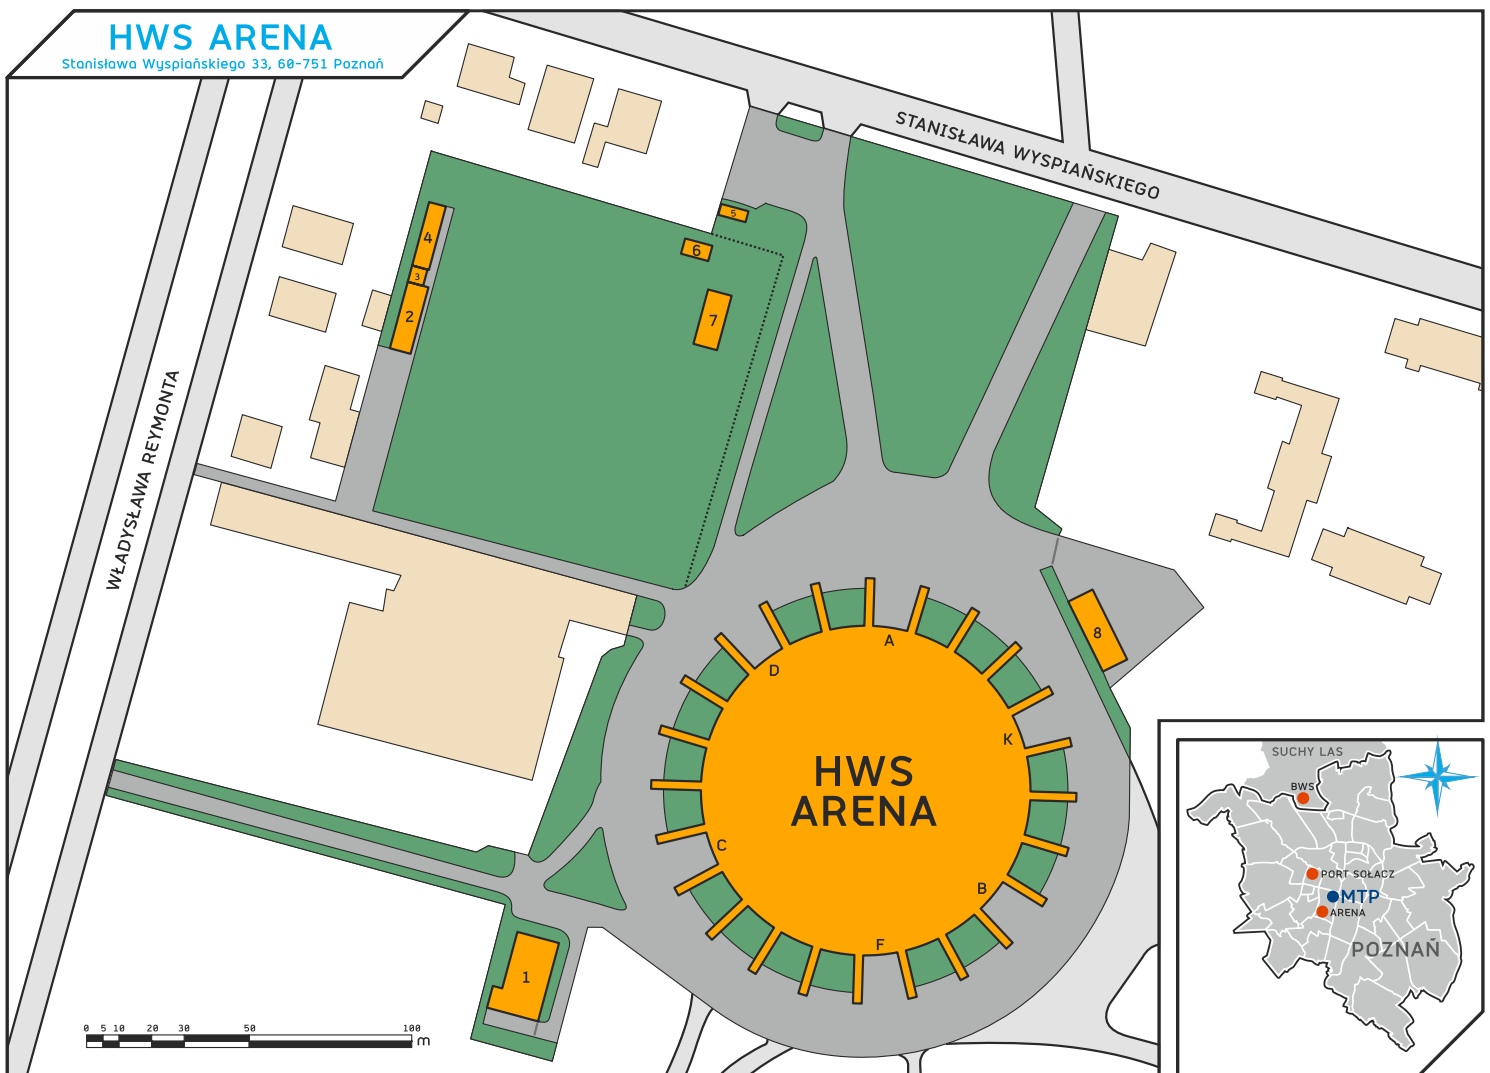 HWS ARENA
Stanisława Wyspiańskiego 33, 60-751 Poznań
STANISŁAWA WYSPIAŃSKIEGO
WŁADYSŁAWA REYMONTA
5
6
4
3
2
7
8
A
D
K
HWS
ARENA
C
B
F
1
0 5 10 20 30 50 100
m
SUCHY LAS
BWS
PORT SOŁACZ
MTP
ARENA
POZNAŃ